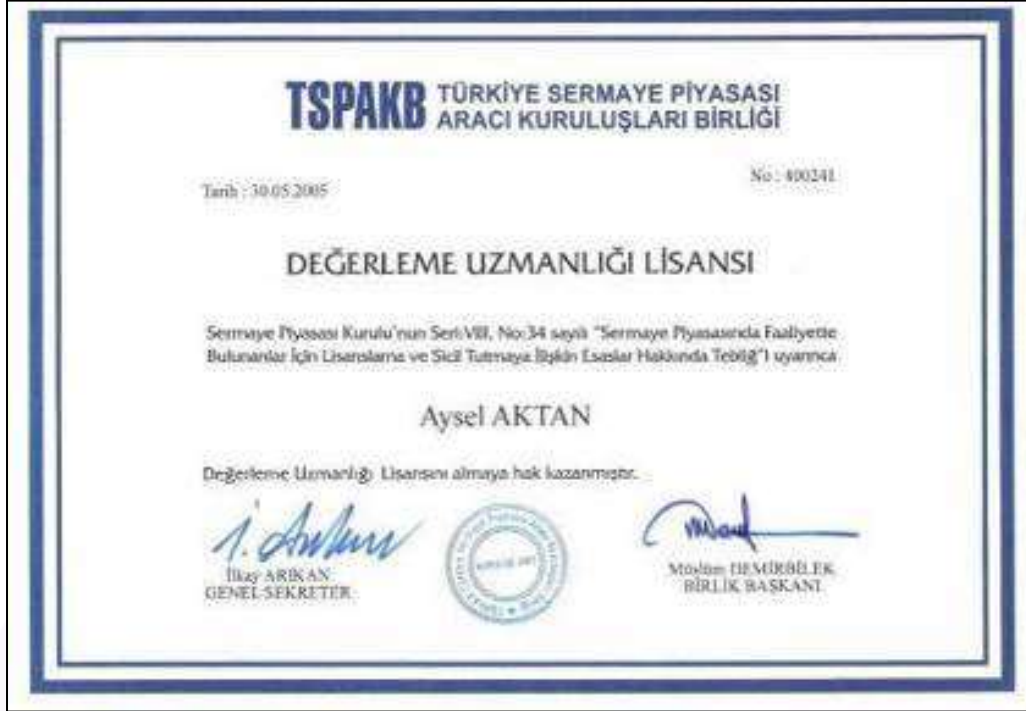 TSPAKB TÜRKİYE SERMAYE PİYASASI
ARACI KURULUŞLARI BİRLİĞİ
No : 400241
Tarih : 30.05.2005
DEĞERLEME UZMANLIĞI LİSANSI
Sermaye Piyasası Kurulu'nun Seri:VIII, No:34 sayılı "Sermaye Piyasasında Faaliyette
Bulunanlar İçin Lisanslama ve Sicil Tutmaya İlişkin Esaslar Hakkında Tebliğ"i uyarınca
Aysel AKTAN
Değerleme Uzmanlığı Lisansını almaya hak kazanmıştır.
İlkay ARIKAN
GENEL SEKRETER
Müslüm DEMİRBİLEK
BİRLİK BAŞKANI